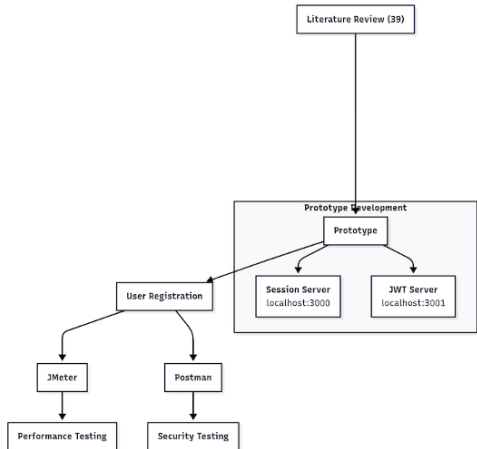 Literature Review (39)
Prototype Development
Prototype
Session Server
localhost:3000
JWT Server
localhost:3001
User Registration
JMeter
Postman
Performance Testing
Security Testing